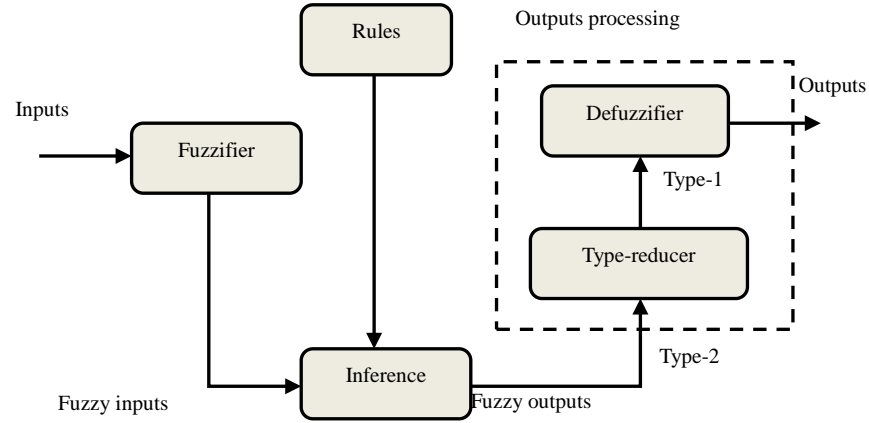 Outputs processing
Rules
Outputs
Defuzzifier
Inputs
Fuzzifier
Type-1
Type-reducer
Type-2
Inference
Fuzzy inputs
Fuzzy outputs